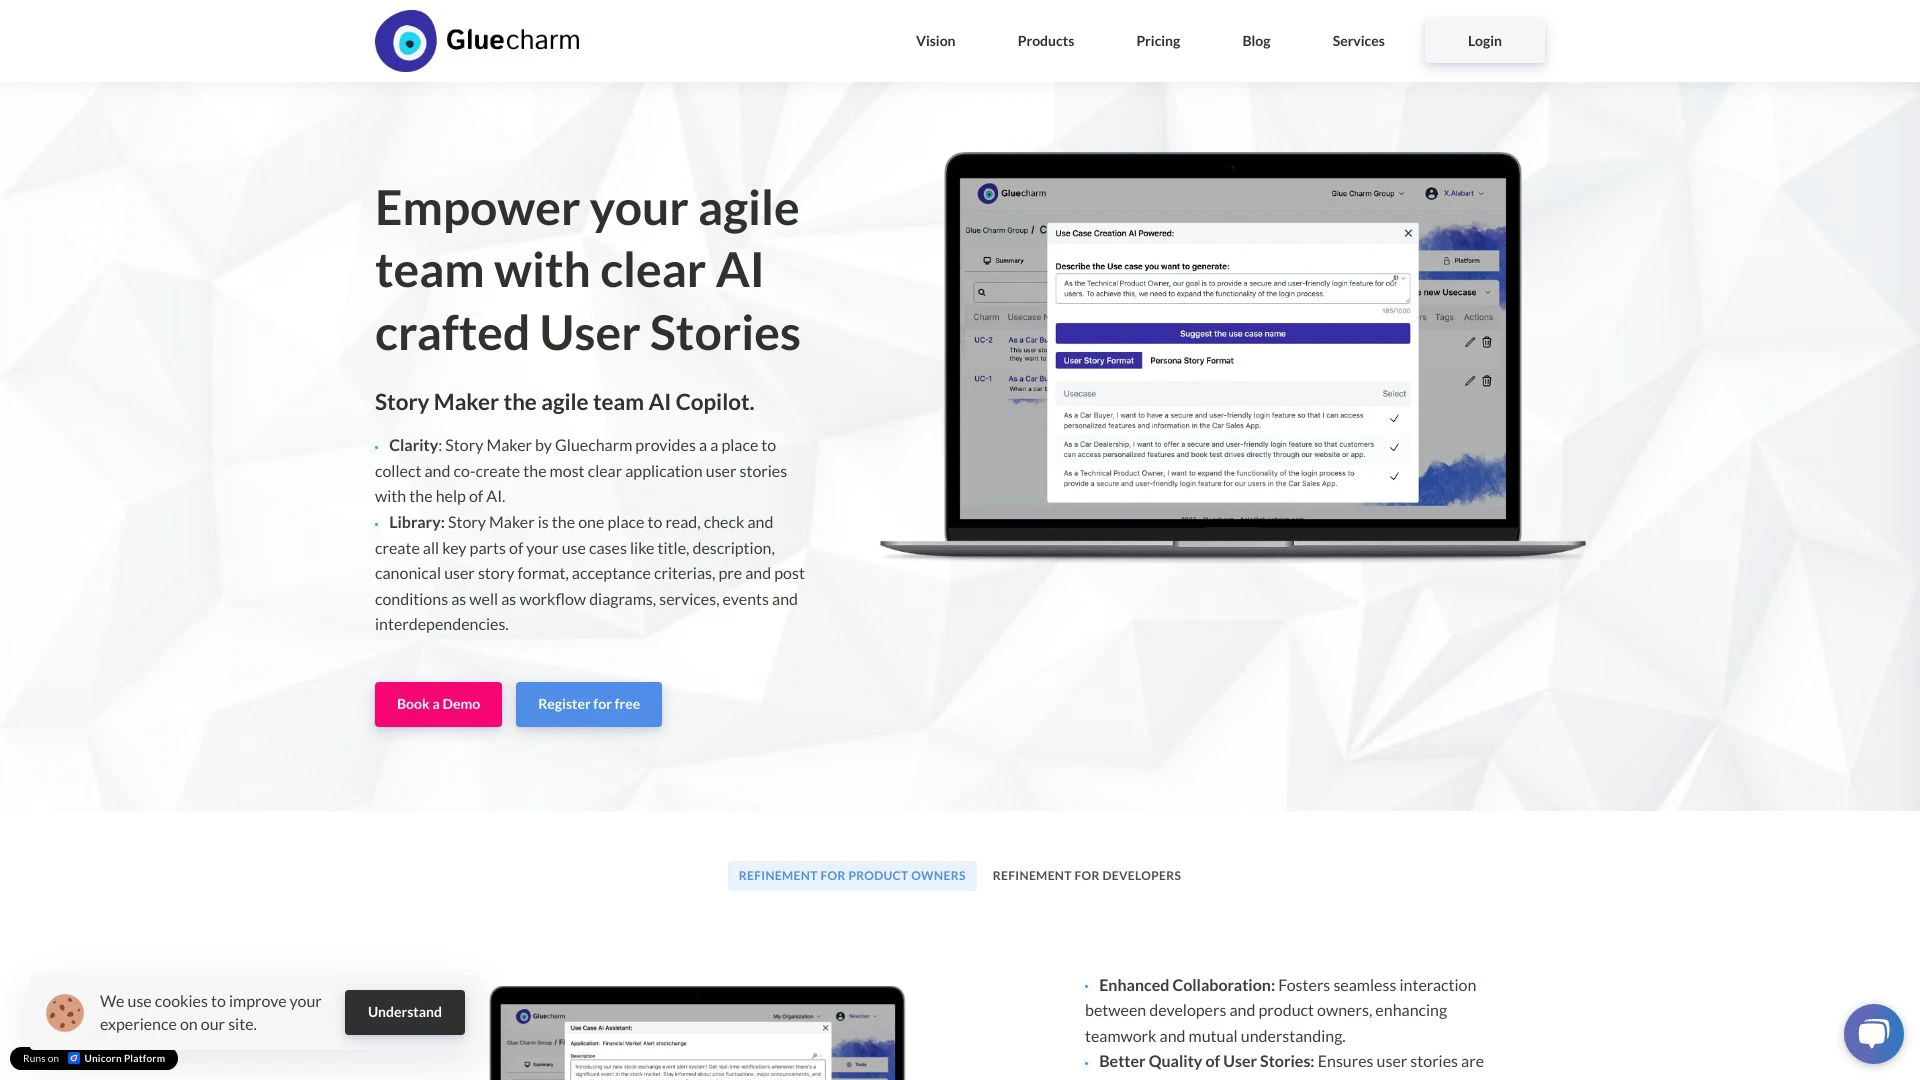 Gluecharm
Vision
Products
Pricing
Blog
Services
Login
Empower your agile
team with clear AI
crafted User Stories
Story Maker the agile team AI Copilot.
Clarity: Story Maker by Gluecharm provides a a place to
collect and co-create the most clear application user stories
with the help of AI.
Library: Story Maker is the one place to read, check and
create all key parts of your use cases like title, description,
canonical user story format, acceptance criterias, pre and post
conditions as well as workflow diagrams, services, events and
interdependencies.
Book a Demo
Register for free
Gluecharm
Glue Charm Group
X.Alabart
Glue Charm Group / C
Summary
Platform
Use Case Creation AI Powered:
Describe the Use case you want to generate:
As the Technical Product Owner, our goal is to provide a secure and user-friendly login feature for our
users. To achieve this, we need to expand the functionality of the login process.
185/1000
e new Usecase
Suggest the use case name
Charm
Usecase N
rs
Tags
Actions
UC-2
As a Car Bu
This user sto
they want to
UC-1
As a Car B
When a car b
User Story Format
Persona Story Format
Usecase
Select
As a Car Buyer, I want to have a secure and user-friendly login feature so that I can access
personalized features and information in the Car Sales App.
As a Car Dealership, I want to offer a secure and user-friendly login feature so that customers
can access personalized features and book test drives directly through our website or app.
As a Technical Product Owner, I want to expand the functionality of the login process to
provide a secure and user-friendly login feature for our users in the Car Sales App.
REFINEMENT FOR PRODUCT OWNERS
REFINEMENT FOR DEVELOPERS
Gluecharm
My Organization
NewUser
Glue Charm Group / Fi
Summary
Tools
Use Case AI Assistant:
Application: Financial Market Alert stockchange
Description
Introducing our new stock exchange event alert system! Get real-time notifications whenever there's a
significant event in the stock market. Stay informed about price fluctuations, major announcements, and
Enhanced Collaboration: Fosters seamless interaction
between developers and product owners, enhancing
teamwork and mutual understanding.
Better Quality of User Stories: Ensures user stories are
We use cookies to improve your
experience on our site.
Understand
Runs on
Unicorn Platform